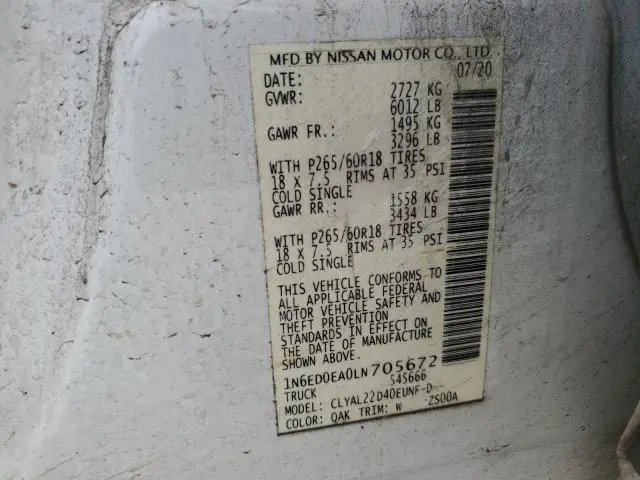 MFD BY NISSAN MOTOR CO., LTD.
DATE: 07/20
GVWR: 2727 KG
6012 LB
GAWR FR.: 1495 KG
3296 LB
WITH P265/60R18 TIRES
18 X 7.5 RIMS AT 35 PSI
COLD SINGLE
GAWR RR.: 1558 KG
3434 LB
WITH P265/60R18 TIRES
18 X 7.5 RIMS AT 35 PSI
COLD SINGLE
THIS VEHICLE CONFORMS TO
ALL APPLICABLE FEDERAL
MOTOR VEHICLE SAFETY AND
THEFT PREVENTION
STANDARDS IN EFFECT ON
THE DATE OF MANUFACTURE
SHOWN ABOVE.
1N6ED0EA0LN705672
TRUCK 545666
MODEL: CLYAL22D40EUNF-D--
COLOR: QAK TRIM: W ZS00A